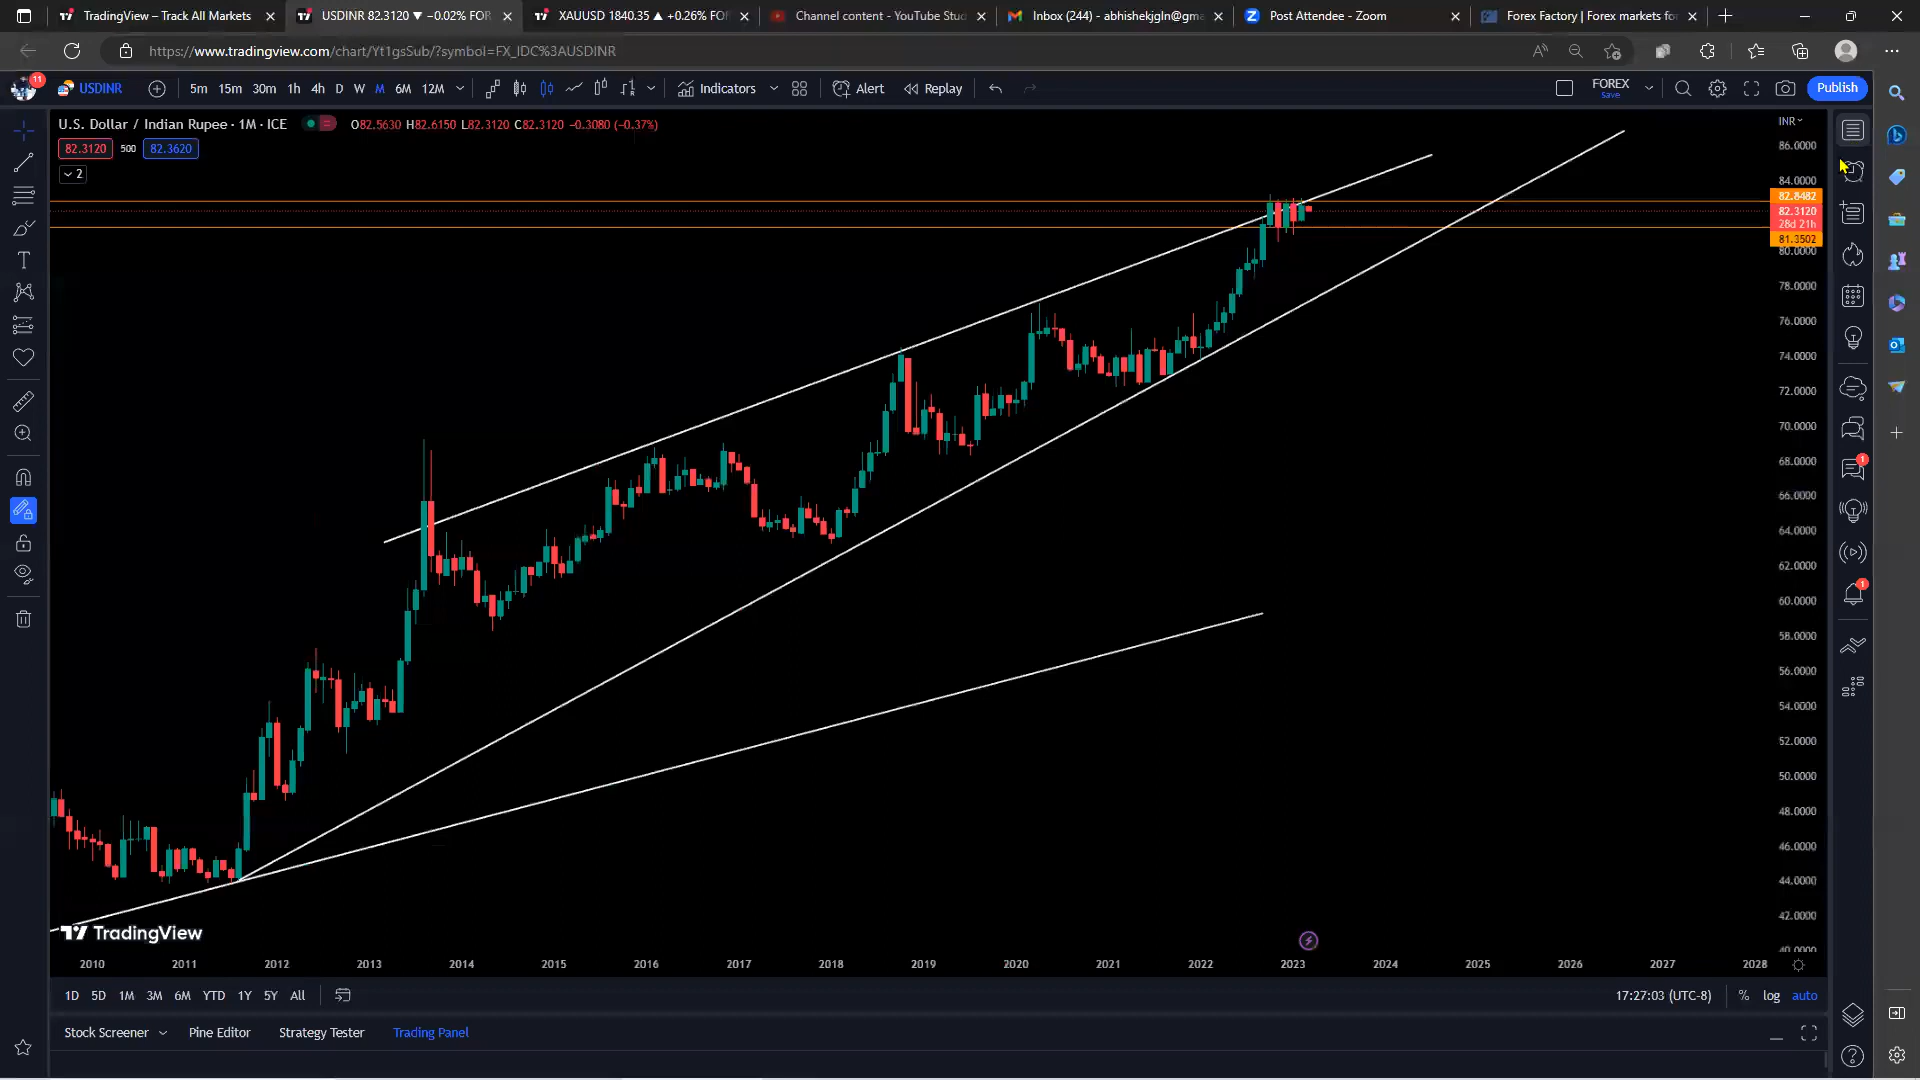 TradingView – Track All Markets
USDINR 82.3120 ▼ −0.02% FOR
XAUUSD 1840.35 ▲ +0.26% FO
Channel content - YouTube Stud
Inbox (244) - abhishekjgln@gma
Post Attendee - Zoom
Forex Factory | Forex markets fo
https://www.tradingview.com/chart/Yt1gsSub/?symbol=FX_IDC%3AUSDINR
11
USDINR
5m 15m 30m 1h 4h D W M 6M 12M
Indicators
Alert
Replay
FOREX
Save
Publish
U.S. Dollar / Indian Rupee · 1M · ICE
O82.5630 H82.6150 L82.3120 C82.3120 −0.3080 (−0.37%)
INR
82.3120 500 82.3620
2
86.0000
84.0000
82.8482
82.3120
28d 21h
81.3502
80.0000
78.0000
76.0000
74.0000
72.0000
70.0000
68.0000
66.0000
64.0000
62.0000
60.0000
58.0000
56.0000
54.0000
52.0000
50.0000
48.0000
46.0000
44.0000
42.0000
40.0000
1
1
TradingView
2010 2011 2012 2013 2014 2015 2016 2017 2018 2019 2020 2021 2022 2023 2024 2025 2026 2027 2028
1D 5D 1M 3M 6M YTD 1Y 5Y All
17:27:03 (UTC-8) % log auto
Stock Screener Pine Editor Strategy Tester Trading Panel